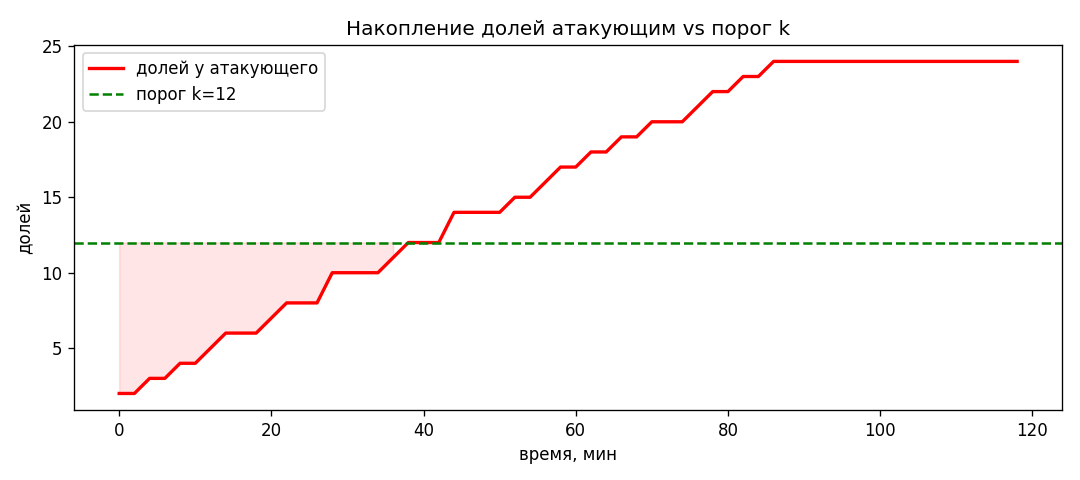 Накопление долей атакующим vs порог k
долей у атакующего
порог k=12
25
20
15
10
5
долей
0 20 40 60 80 100 120
время, мин